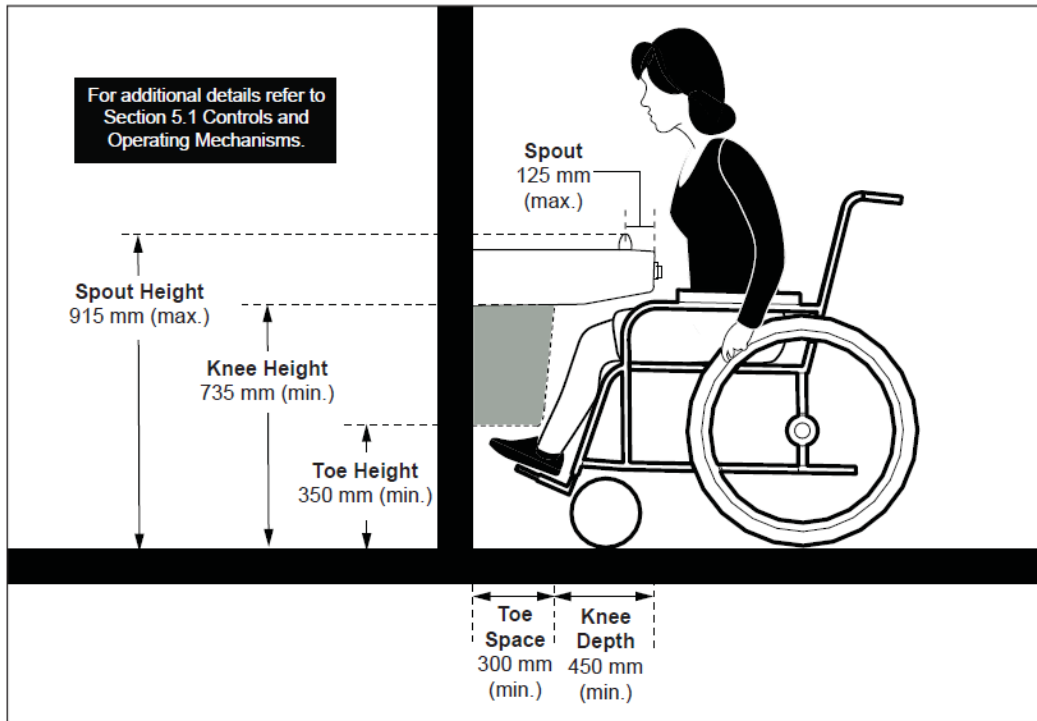 For additional details refer to
Section 5.1 Controls and
Operating Mechanisms.
Spout
125 mm
(max.)
Spout Height
915 mm (max.)
Knee Height
735 mm (min.)
Toe Height
350 mm (min.)
Toe
Space
300 mm
(min.)
Knee
Depth
450 mm
(min.)